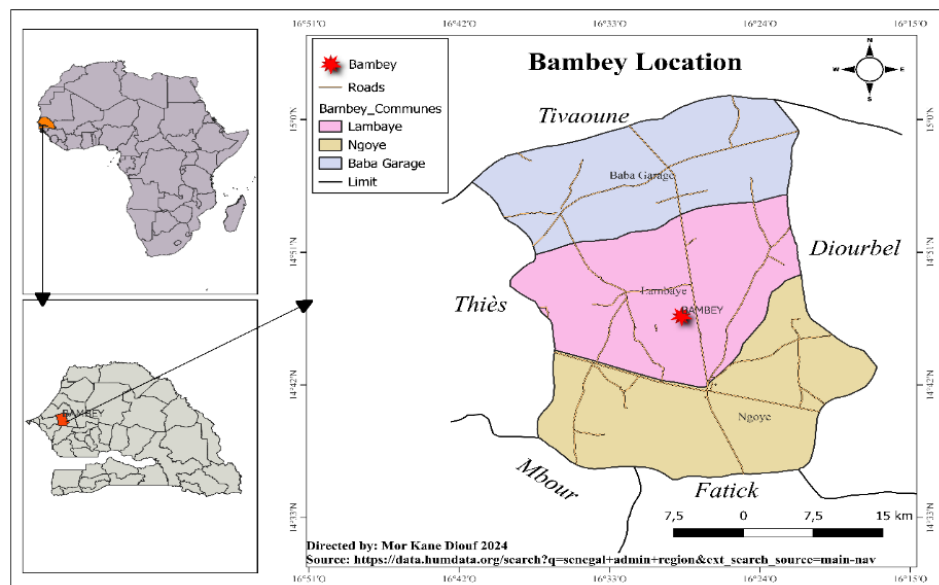 16°51'O 16°42'O 16°33'O 16°24'O 16°15'O
Bambey
Roads
Bambey_Communes
Lambaye
Ngoye
Baba Garage
Limit
Bambey Location
N
W E
S
15°0'N
15°0'N
Tivaoune
Baba Garage
14°51'N
14°51'N
Diourbel
Thiès
Lambaye
BAMBEY
14°42'N
14°42'N
BAMBEY
Ngoye
Mbour
Fatick
7,5 0 7,5 15 km
14°33'N
14°33'N
Directed by: Mor Kane Diouf 2024
Source: https://data.humdata.org/search?q=senegal+admin+region&ext_search_source=main-nav
16°51'O 16°42'O 16°33'O 16°24'O 16°15'O